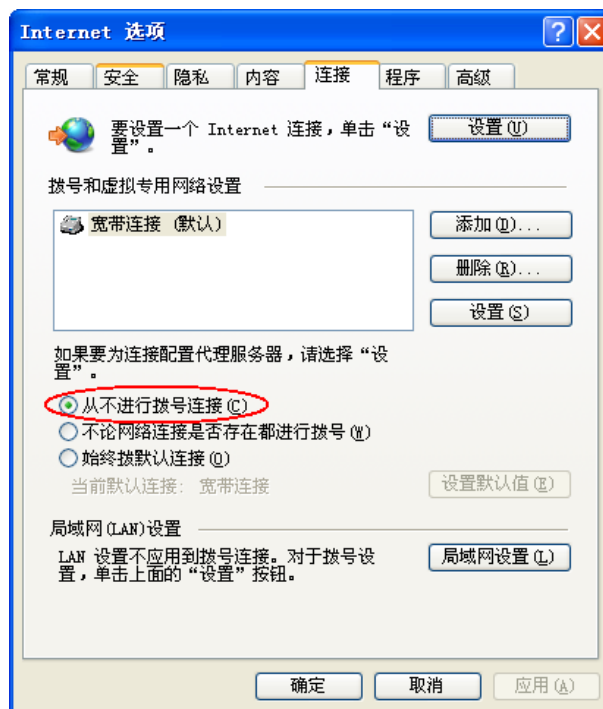 Internet 选项
常规 安全 隐私 内容 连接 程序 高级
要设置一个 Internet 连接，单击“设
置”。
设置(U)
拨号和虚拟专用网络设置
宽带连接 (默认)
添加(D)...
删除(R)...
设置(S)
如果要为连接配置代理服务器，请选择“设
置”。
从不进行拨号连接(C)
不论网络连接是否存在都进行拨号(W)
始终拨默认连接(O)
当前默认连接: 宽带连接
设置默认值(E)
局域网(LAN)设置
LAN 设置不应用到拨号连接。对于拨号设
置，单击上面的“设置”按钮。
局域网设置(L)
确定 取消 应用(A)